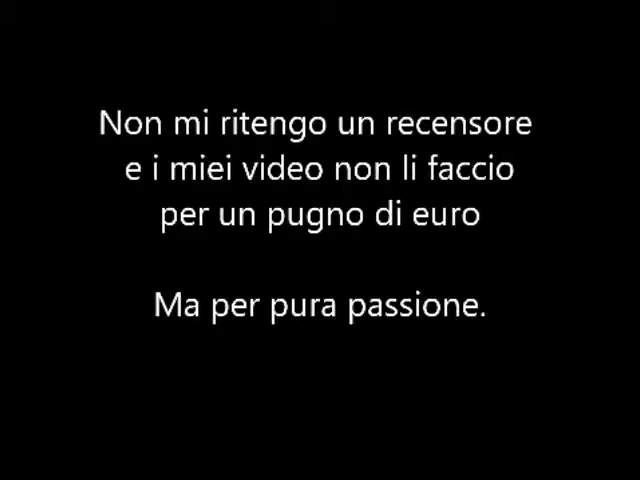 Non mi ritengo un recensore
e i miei video non li faccio
per un pugno di euro
Ma per pura passione.